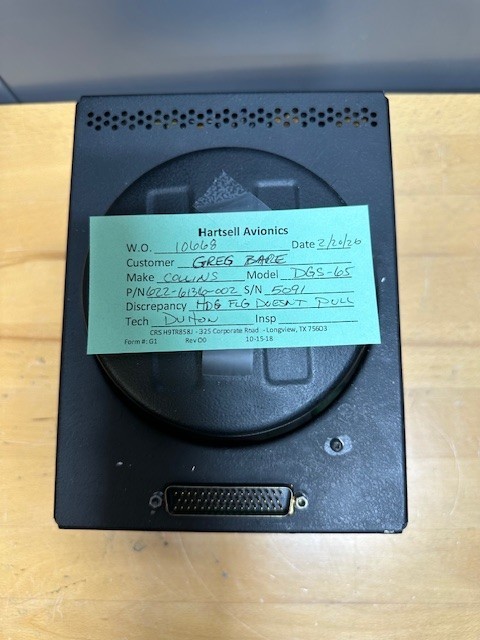 Hartsell Avionics
W.O. 10668 Date 2/20/26
Customer GREG BARE
Make COLLINS Model DGS-65
P/N 622-6136-002 S/N 5091
Discrepancy HDG FLG DOESNT PULL
Tech DUTTON Insp
CRS H9TR858J - 325 Corporate Road - Longview, TX 75603
Form #: G1 Rev D0 10-15-18